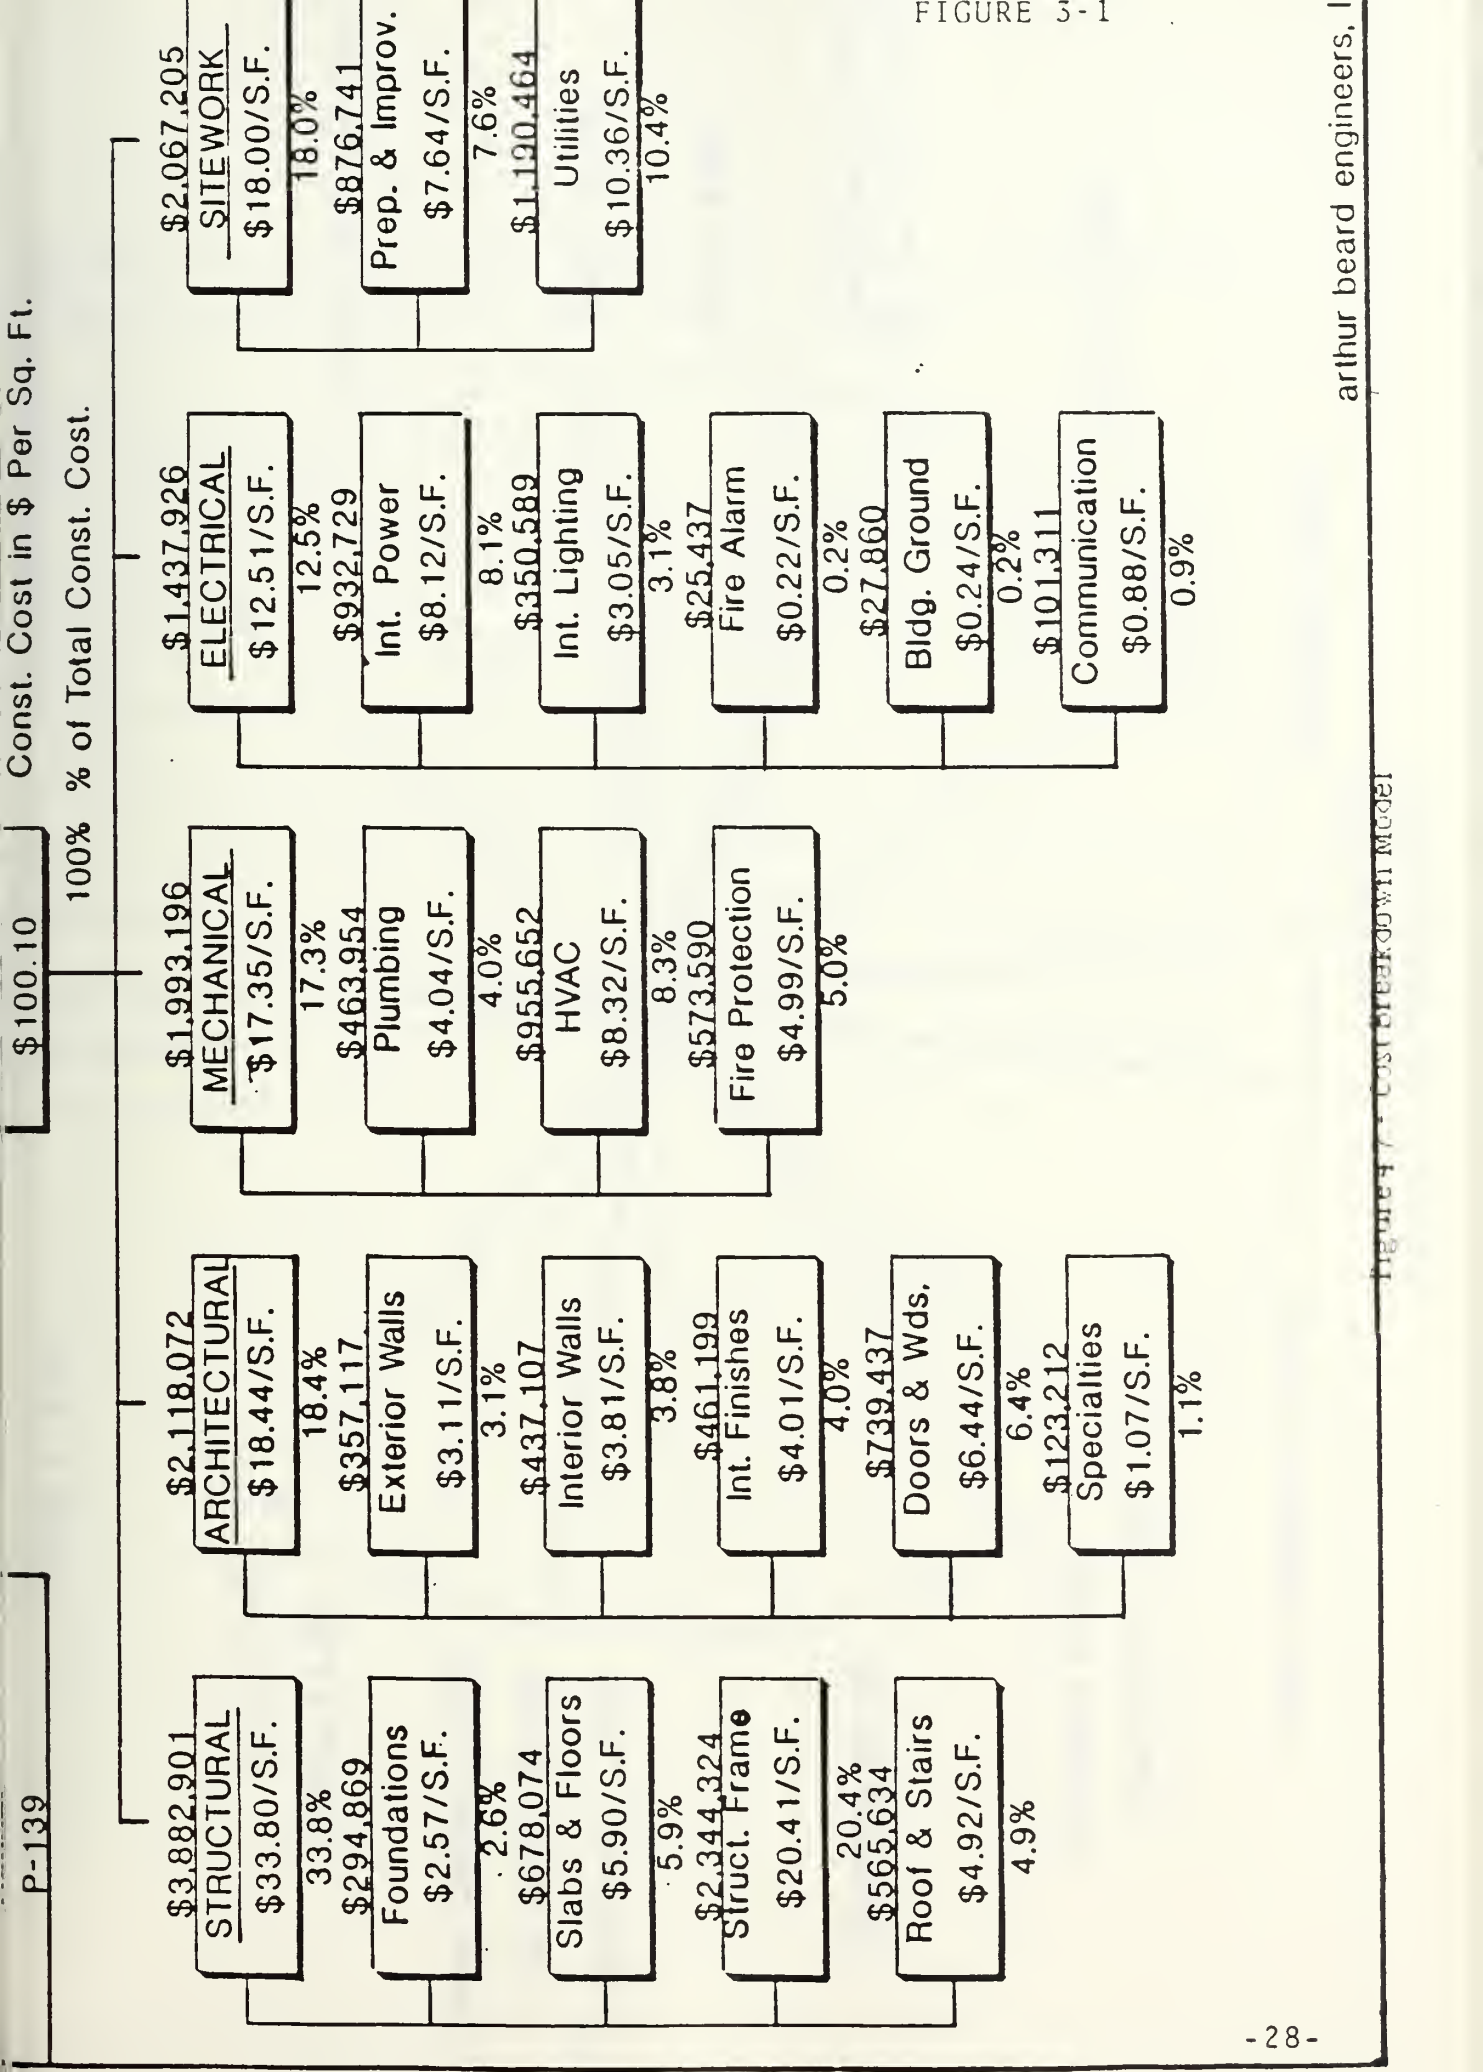 P-139
$100.10
Const. Cost in $ Per Sq. Ft.
100% % of Total Const. Cost.
$3,882,901
STRUCTURAL
$33.80/S.F.
33.8%
$294,869
Foundations
$2.57/S.F.
2.6%
$678,074
Slabs & Floors
$5.90/S.F.
5.9%
$2,344,324
Struct. Frame
$20.41/S.F.
20.4%
$565,634
Roof & Stairs
$4.92/S.F.
4.9%
$2,118,072
ARCHITECTURAL
$18.44/S.F.
18.4%
$357,117
Exterior Walls
$3.11/S.F.
3.1%
$437,107
Interior Walls
$3.81/S.F.
3.8%
$461,199
Int. Finishes
$4.01/S.F.
4.0%
$739,437
Doors & Wds.
$6.44/S.F.
6.4%
$123,212
Specialties
$1.07/S.F.
1.1%
$1,993,196
MECHANICAL
$17.35/S.F.
17.3%
$463,954
Plumbing
$4.04/S.F.
4.0%
$955,652
HVAC
$8.32/S.F.
8.3%
$573,590
Fire Protection
$4.99/S.F.
5.0%
$1,437,926
ELECTRICAL
$12.51/S.F.
12.5%
$932,729
Int. Power
$8.12/S.F.
8.1%
$350,589
Int. Lighting
$3.05/S.F.
3.1%
$25,437
Fire Alarm
$0.22/S.F.
0.2%
$27,860
Bldg. Ground
$0.24/S.F.
0.2%
$101,311
Communication
$0.88/S.F.
0.9%
$2,067,205
SITEWORK
$18.00/S.F.
18.0%
$876,741
Prep. & Improv.
$7.64/S.F.
7.6%
$1,190,464
Utilities
$10.36/S.F.
10.4%
FIGURE 3-1
arthur beard engineers,
Cost Breakdown Model
-28-